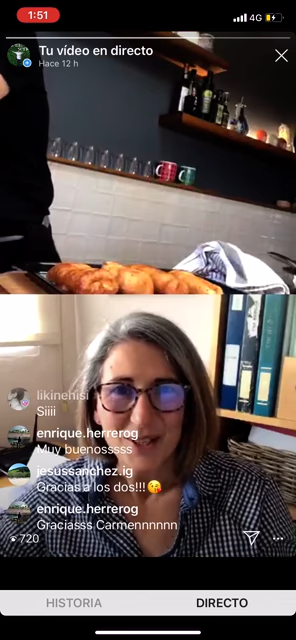 1:51
4G
Tu vídeo en directo
Hace 12 h
likinehisi
Siiii
enrique.herrerog
Muy buenosssss
jesussanchez.ig
Gracias a los dos!!!😘
enrique.herrerog
Graciasss Carmennnnnn
720
HISTORIA
DIRECTO